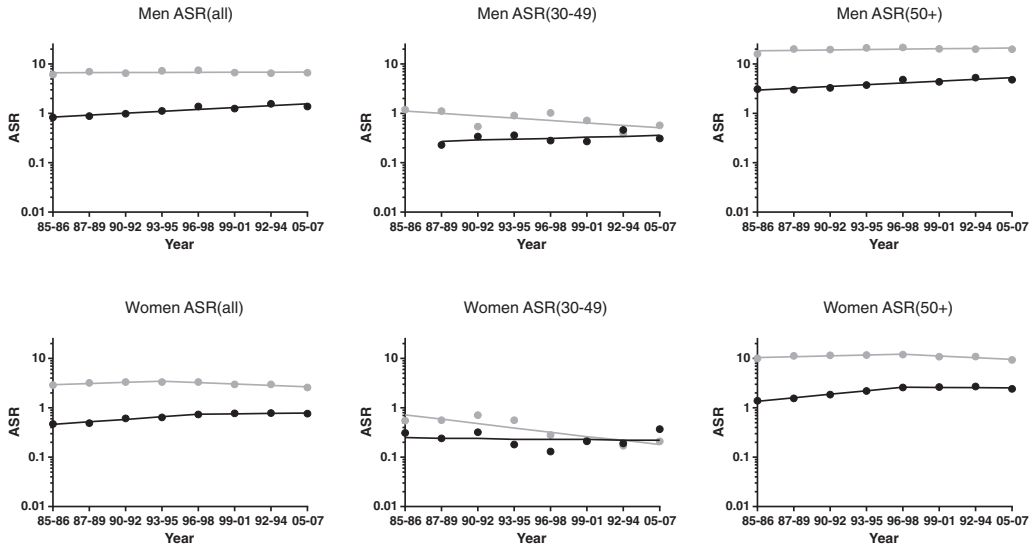 Men ASR(all)
10
1
0.1
0.01
ASR
85-86 87-89 90-92 93-95 96-98 99-01 92-94 05-07
Year
Men ASR(30-49)
10
1
0.1
0.01
ASR
85-86 87-89 90-92 93-95 96-98 99-01 92-94 05-07
Year
Men ASR(50+)
10
1
0.1
0.01
ASR
85-86 87-89 90-92 93-95 96-98 99-01 92-94 05-07
Year
Women ASR(all)
10
1
0.1
0.01
ASR
85-86 87-89 90-92 93-95 96-98 99-01 92-94 05-07
Year
Women ASR(30-49)
10
1
0.1
0.01
ASR
85-86 87-89 90-92 93-95 96-98 99-01 92-94 05-07
Year
Women ASR(50+)
10
1
0.1
0.01
ASR
85-86 87-89 90-92 93-95 96-98 99-01 92-94 05-07
Year